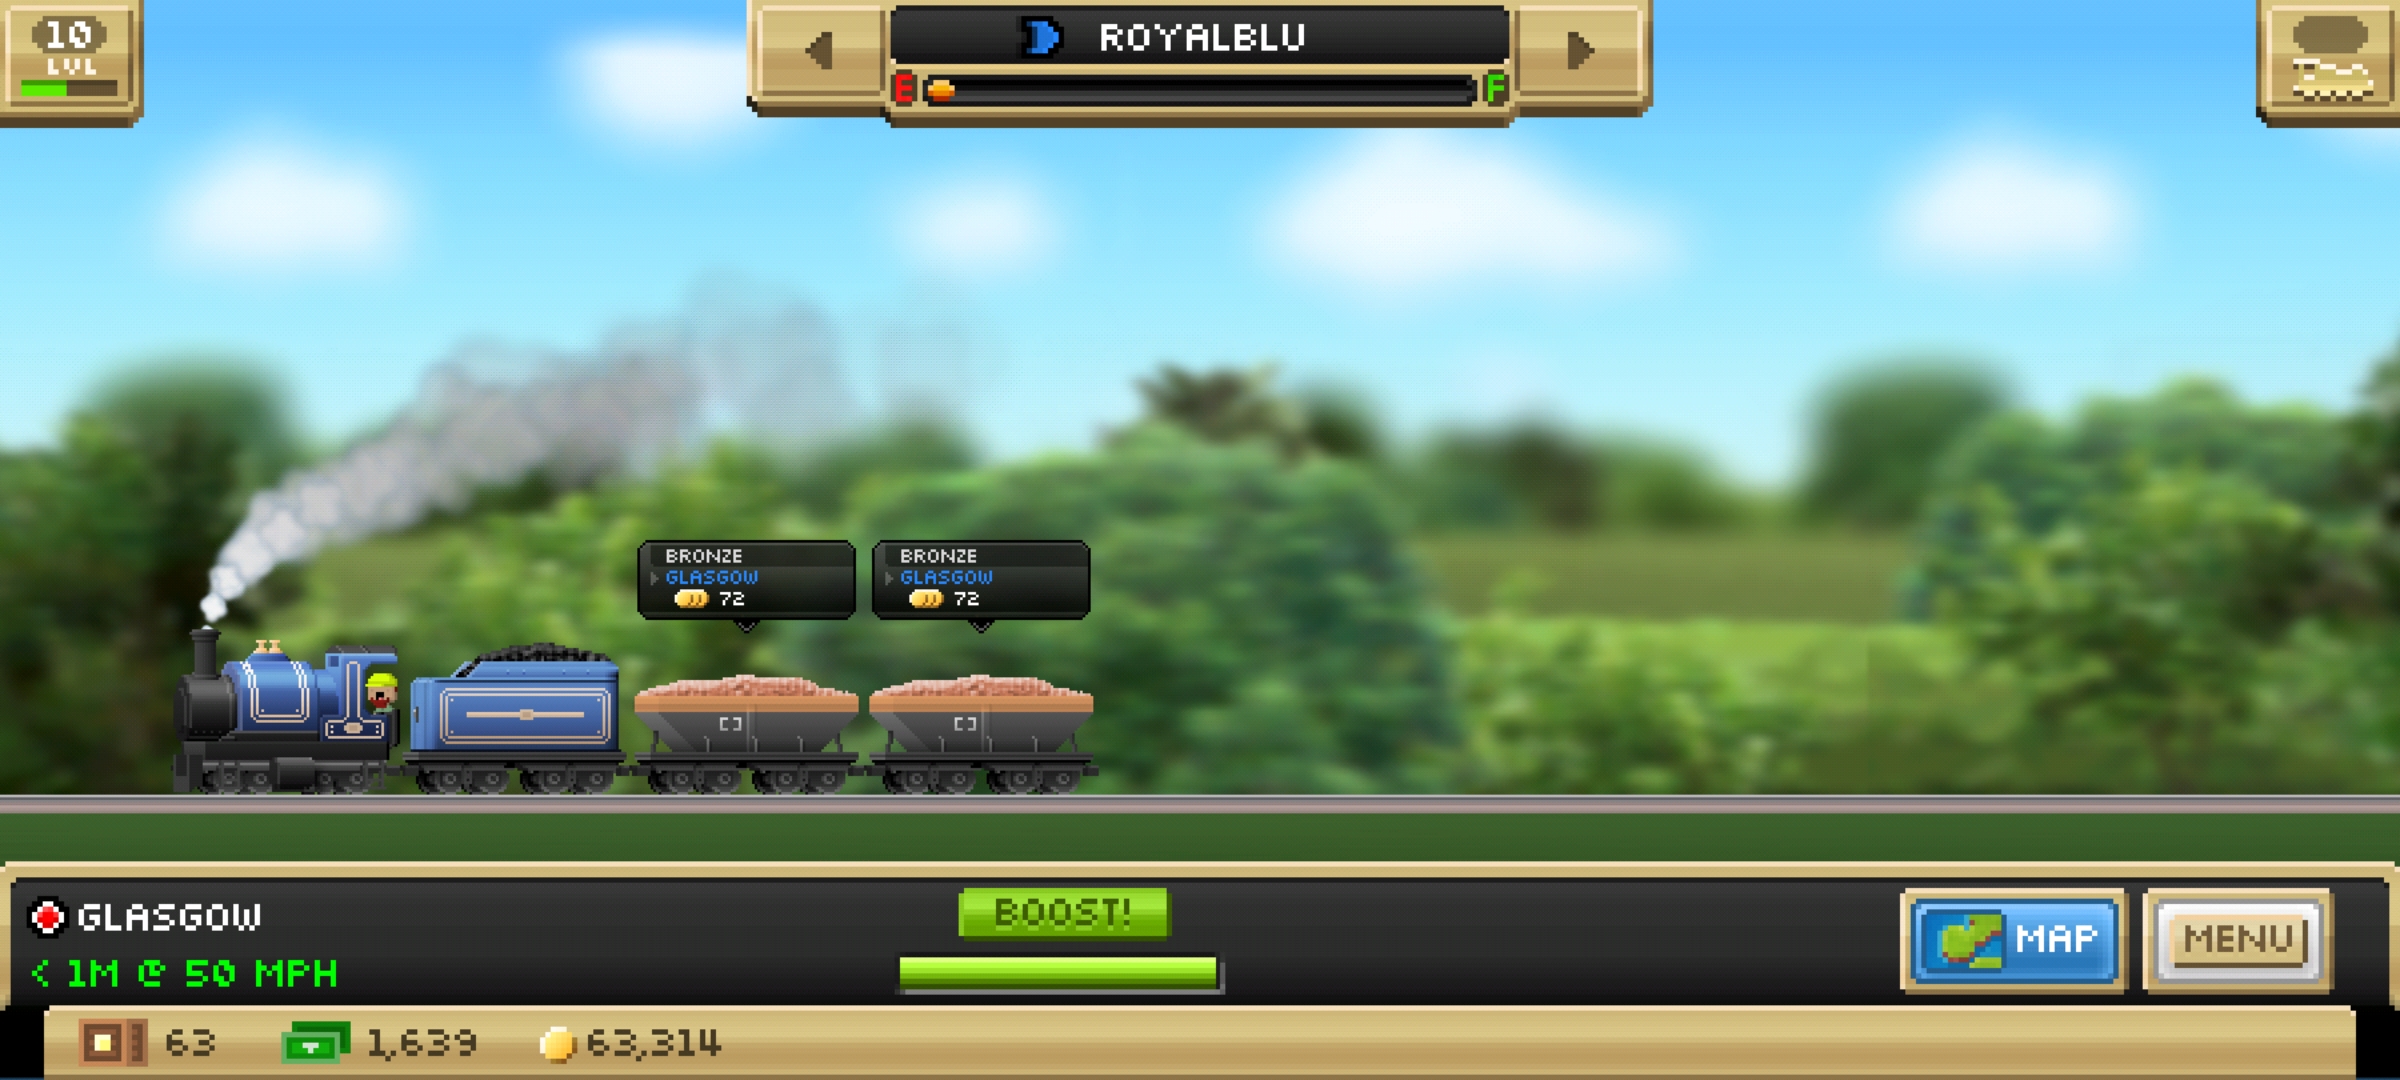 10
LVL
ROYALBLU
E F
BRONZE
GLASGOW
72
BRONZE
GLASGOW
72
GLASGOW
< 1M @ 50 MPH
BOOST!
MAP
MENU
63
1,639
63,314